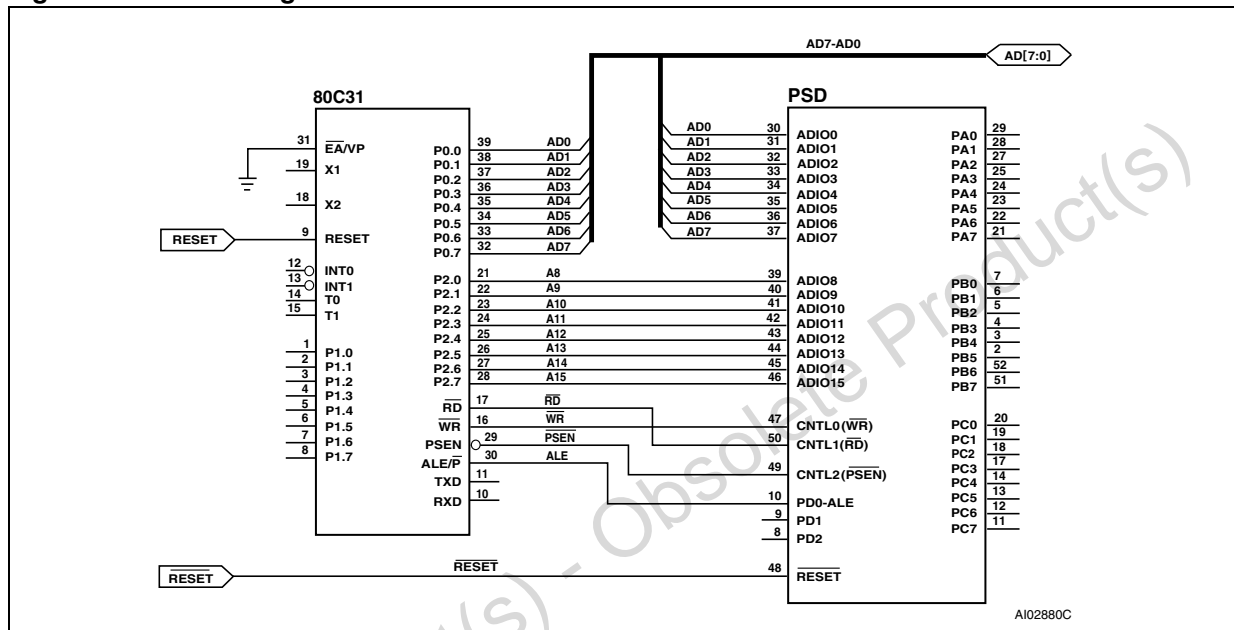 AD7-AD0
AD[7:0]
80C31
PSD
31 EA/VP
19 X1
18 X2
RESET 9 RESET
12 INT0
13 INT1
14 T0
15 T1
1 P1.0
2 P1.1
3 P1.2
4 P1.3
5 P1.4
6 P1.5
7 P1.6
8 P1.7
P0.0 39 AD0
P0.1 38 AD1
P0.2 37 AD2
P0.3 36 AD3
P0.4 35 AD4
P0.5 34 AD5
P0.6 33 AD6
P0.7 32 AD7
P2.0 21 A8
P2.1 22 A9
P2.2 23 A10
P2.3 24 A11
P2.4 25 A12
P2.5 26 A13
P2.6 27 A14
P2.7 28 A15
RD 17 RD
WR 16 WR
PSEN 29 PSEN
ALE/P 30 ALE
TXD 11
RXD 10
AD0 30 ADIO0
AD1 31 ADIO1
AD2 32 ADIO2
AD3 33 ADIO3
AD4 34 ADIO4
AD5 35 ADIO5
AD6 36 ADIO6
AD7 37 ADIO7
39 ADIO8
40 ADIO9
41 ADIO10
42 ADIO11
43 ADIO12
44 ADIO13
45 ADIO14
46 ADIO15
47 CNTL0(WR)
50 CNTL1(RD)
49 CNTL2(PSEN)
10 PD0-ALE
9 PD1
8 PD2
RESET RESET 48 RESET
PA0 29
PA1 28
PA2 27
PA3 25
PA4 24
PA5 23
PA6 22
PA7 21
PB0 7
PB1 6
PB2 5
PB3 4
PB4 3
PB5 2
PB6 52
PB7 51
PC0 20
PC1 19
PC2 18
PC3 17
PC4 14
PC5 13
PC6 12
PC7 11
AI02880C
(s) - Obsolete Product(s)